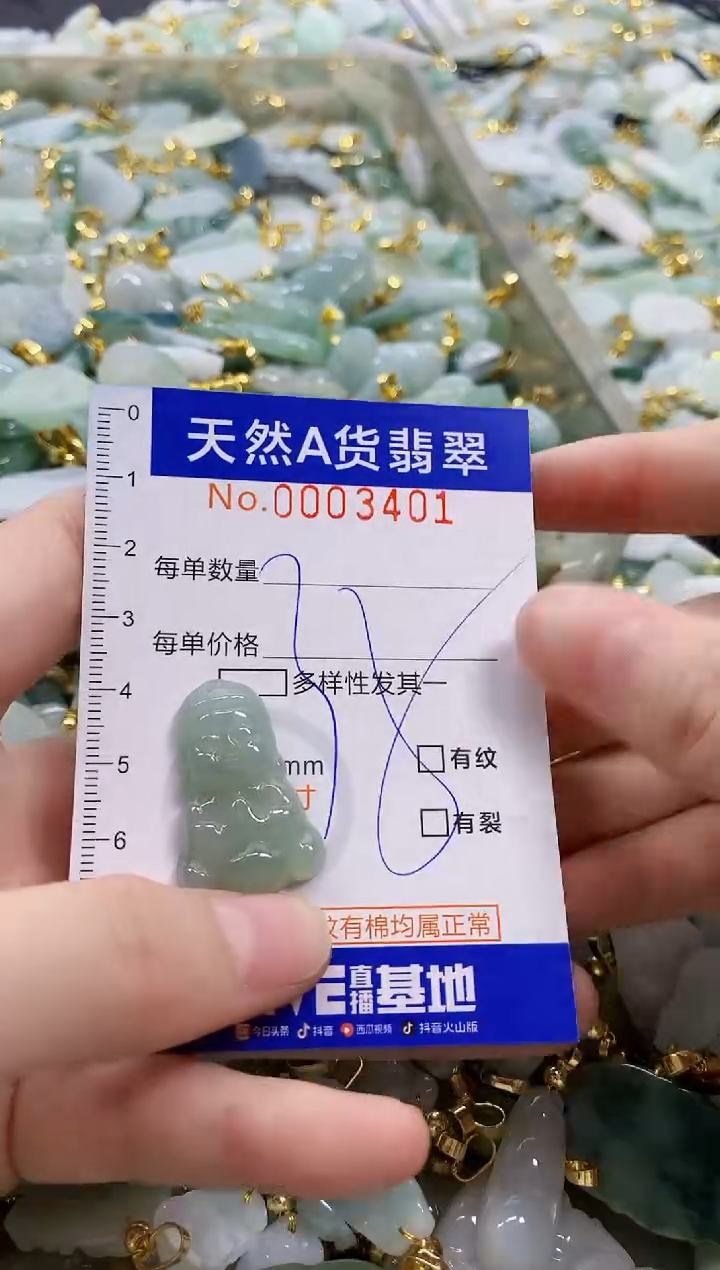 0
天然A货翡翠
1
No.0003401
2
每单数量
3
每单价格
4
多样性发其一
5
mm
有纹
寸
6
有裂
38
纹有棉均属正常
直播基地
今日头条 抖音 西瓜视频 抖音火山版